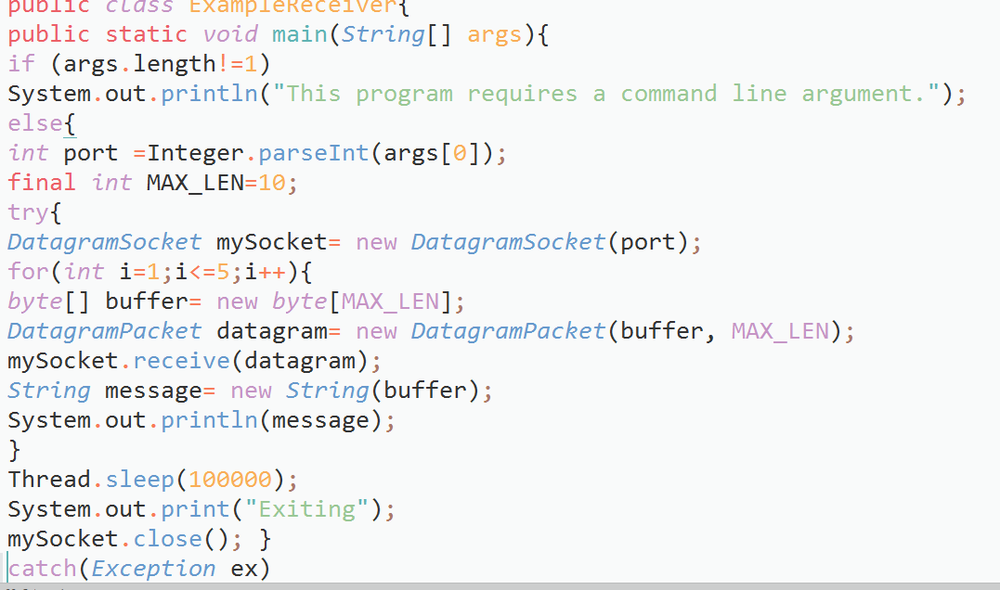 public class ExampleReceiver{
public static void main(String[] args){
if (args.length!=1)
System.out.println("This program requires a command line argument.");
else{
int port =Integer.parseInt(args[0]);
final int MAX_LEN=10;
try{
DatagramSocket mySocket= new DatagramSocket(port);
for(int i=1;i<=5;i++){
byte[] buffer= new byte[MAX_LEN];
DatagramPacket datagram= new DatagramPacket(buffer, MAX_LEN);
mySocket.receive(datagram);
String message= new String(buffer);
System.out.println(message);
}
Thread.sleep(100000);
System.out.print("Exiting");
mySocket.close(); }
catch(Exception ex)